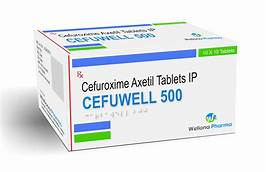 10 X 10 Tablets
Rx
Cefuroxime Axetil Tablets IP
CEFUWELL 500
Wellona Pharma